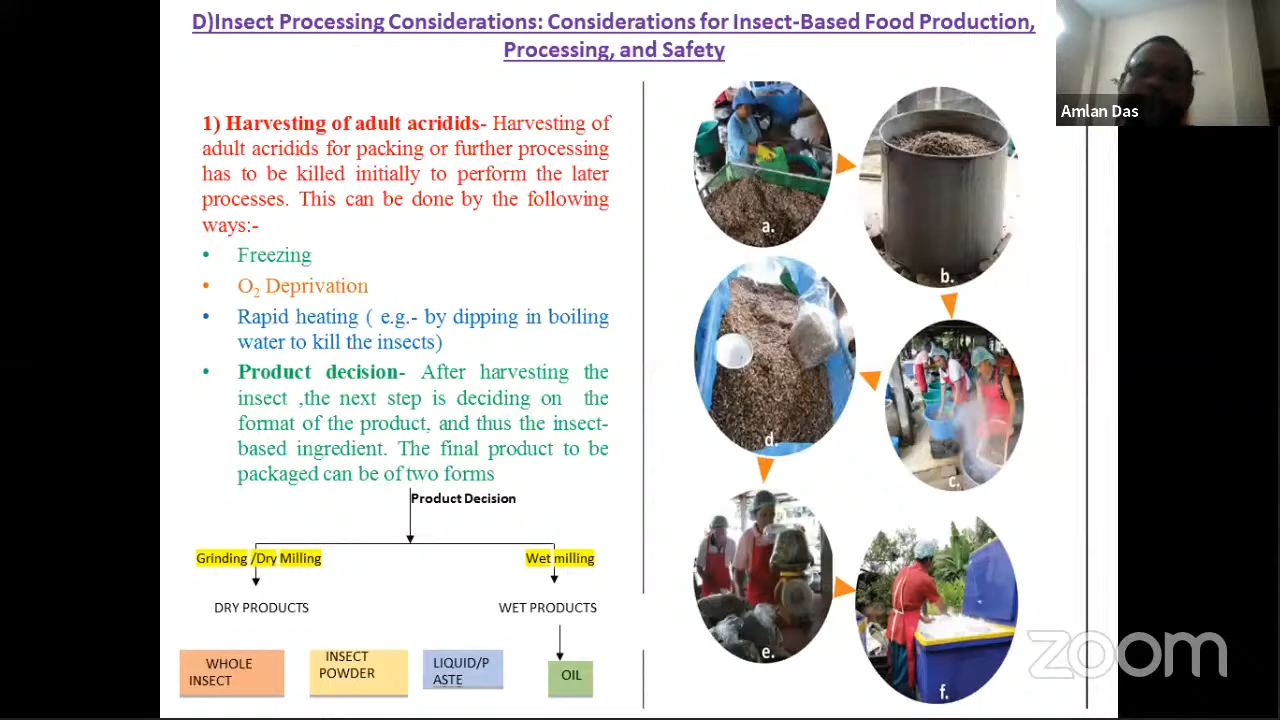 D)Insect Processing Considerations: Considerations for Insect-Based Food Production,
Processing, and Safety
Amlan Das
1) Harvesting of adult acridids- Harvesting of
adult acridids for packing or further processing
has to be killed initially to perform the later
processes. This can be done by the following
ways:-
• Freezing
• O2 Deprivation
• Rapid heating ( e.g.- by dipping in boiling
water to kill the insects)
• Product decision- After harvesting the
insect ,the next step is deciding on the
format of the product, and thus the insect-
based ingredient. The final product to be
packaged can be of two forms
Product Decision
Grinding /Dry Milling
Wet milling
DRY PRODUCTS
WET PRODUCTS
WHOLE
INSECT
INSECT
POWDER
LIQUID/P
ASTE
OIL
a.
b.
c.
d.
e.
f.
zoom